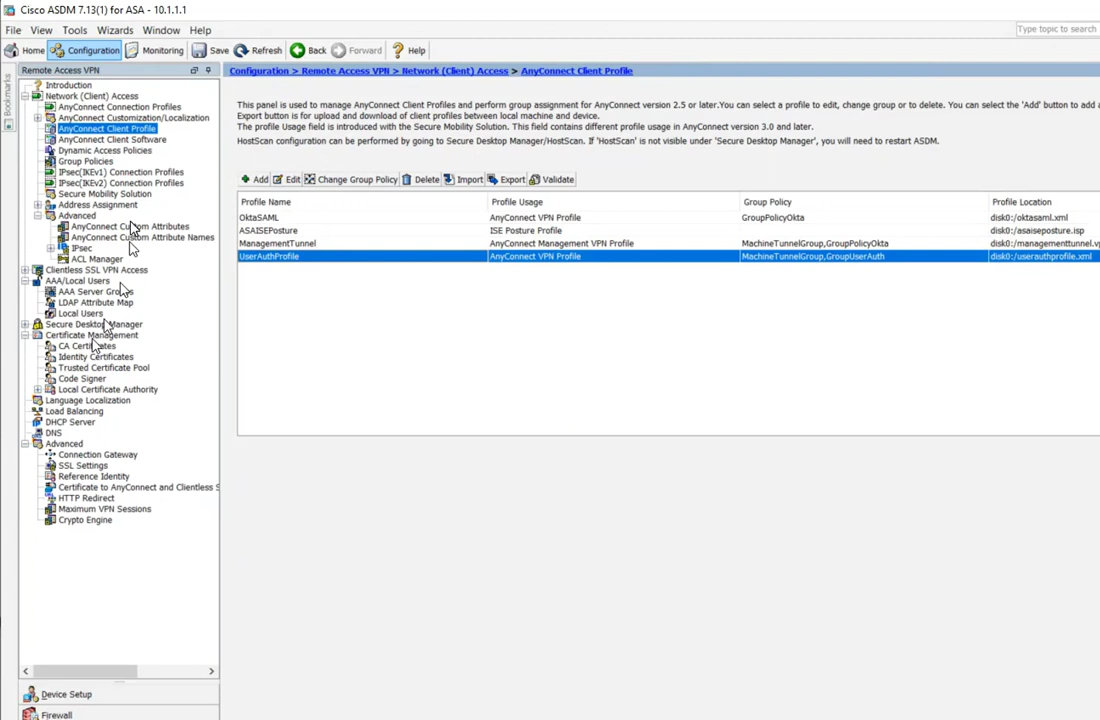 Cisco ASDM 7.13(1) for ASA - 10.1.1.1
File View Tools Wizards Window Help
Type topic to search
Home Configuration Monitoring Save Refresh Back Forward Help
Bookmarks
Remote Access VPN
Introduction
Network (Client) Access
AnyConnect Connection Profiles
AnyConnect Customization/Localization
AnyConnect Client Profile
AnyConnect Client Software
Dynamic Access Policies
Group Policies
IPsec(IKEv1) Connection Profiles
IPsec(IKEv2) Connection Profiles
Secure Mobility Solution
Address Assignment
Advanced
AnyConnect Custom Attributes
AnyConnect Custom Attribute Names
IPsec
ACL Manager
Clientless SSL VPN Access
AAA/Local Users
AAA Server Groups
LDAP Attribute Map
Local Users
Secure Desktop Manager
Certificate Management
CA Certificates
Identity Certificates
Trusted Certificate Pool
Code Signer
Local Certificate Authority
Language Localization
Load Balancing
DHCP Server
DNS
Advanced
Connection Gateway
SSL Settings
Reference Identity
Certificate to AnyConnect and Clientless S
HTTP Redirect
Maximum VPN Sessions
Crypto Engine
Device Setup
Firewall
Configuration > Remote Access VPN > Network (Client) Access > AnyConnect Client Profile
This panel is used to manage AnyConnect Client Profiles and perform group assignment for AnyConnect version 2.5 or later.You can select a profile to edit, change group or to delete. You can select the 'Add' button to add a
Export button is for upload and download of client profiles between local machine and device.
The profile Usage field is introduced with the Secure Mobility Solution. This field contains different profile usage in AnyConnect version 3.0 and later.
HostScan configuration can be performed by going to Secure Desktop Manager/HostScan. If 'HostScan' is not visible under 'Secure Desktop Manager', you will need to restart ASDM.
Add Edit Change Group Policy Delete Import Export Validate
Profile Name Profile Usage Group Policy Profile Location
OktaSAML AnyConnect VPN Profile GroupPolicyOkta disk0:/oktasaml.xml
ASAISEPosture ISE Posture Profile disk0:/asaiseposture.isp
ManagementTunnel AnyConnect Management VPN Profile MachineTunnelGroup,GroupPolicyOkta disk0:/managementtunnel.vp
UserAuthProfile AnyConnect VPN Profile MachineTunnelGroup,GroupUserAuth disk0:/userauthprofile.xml